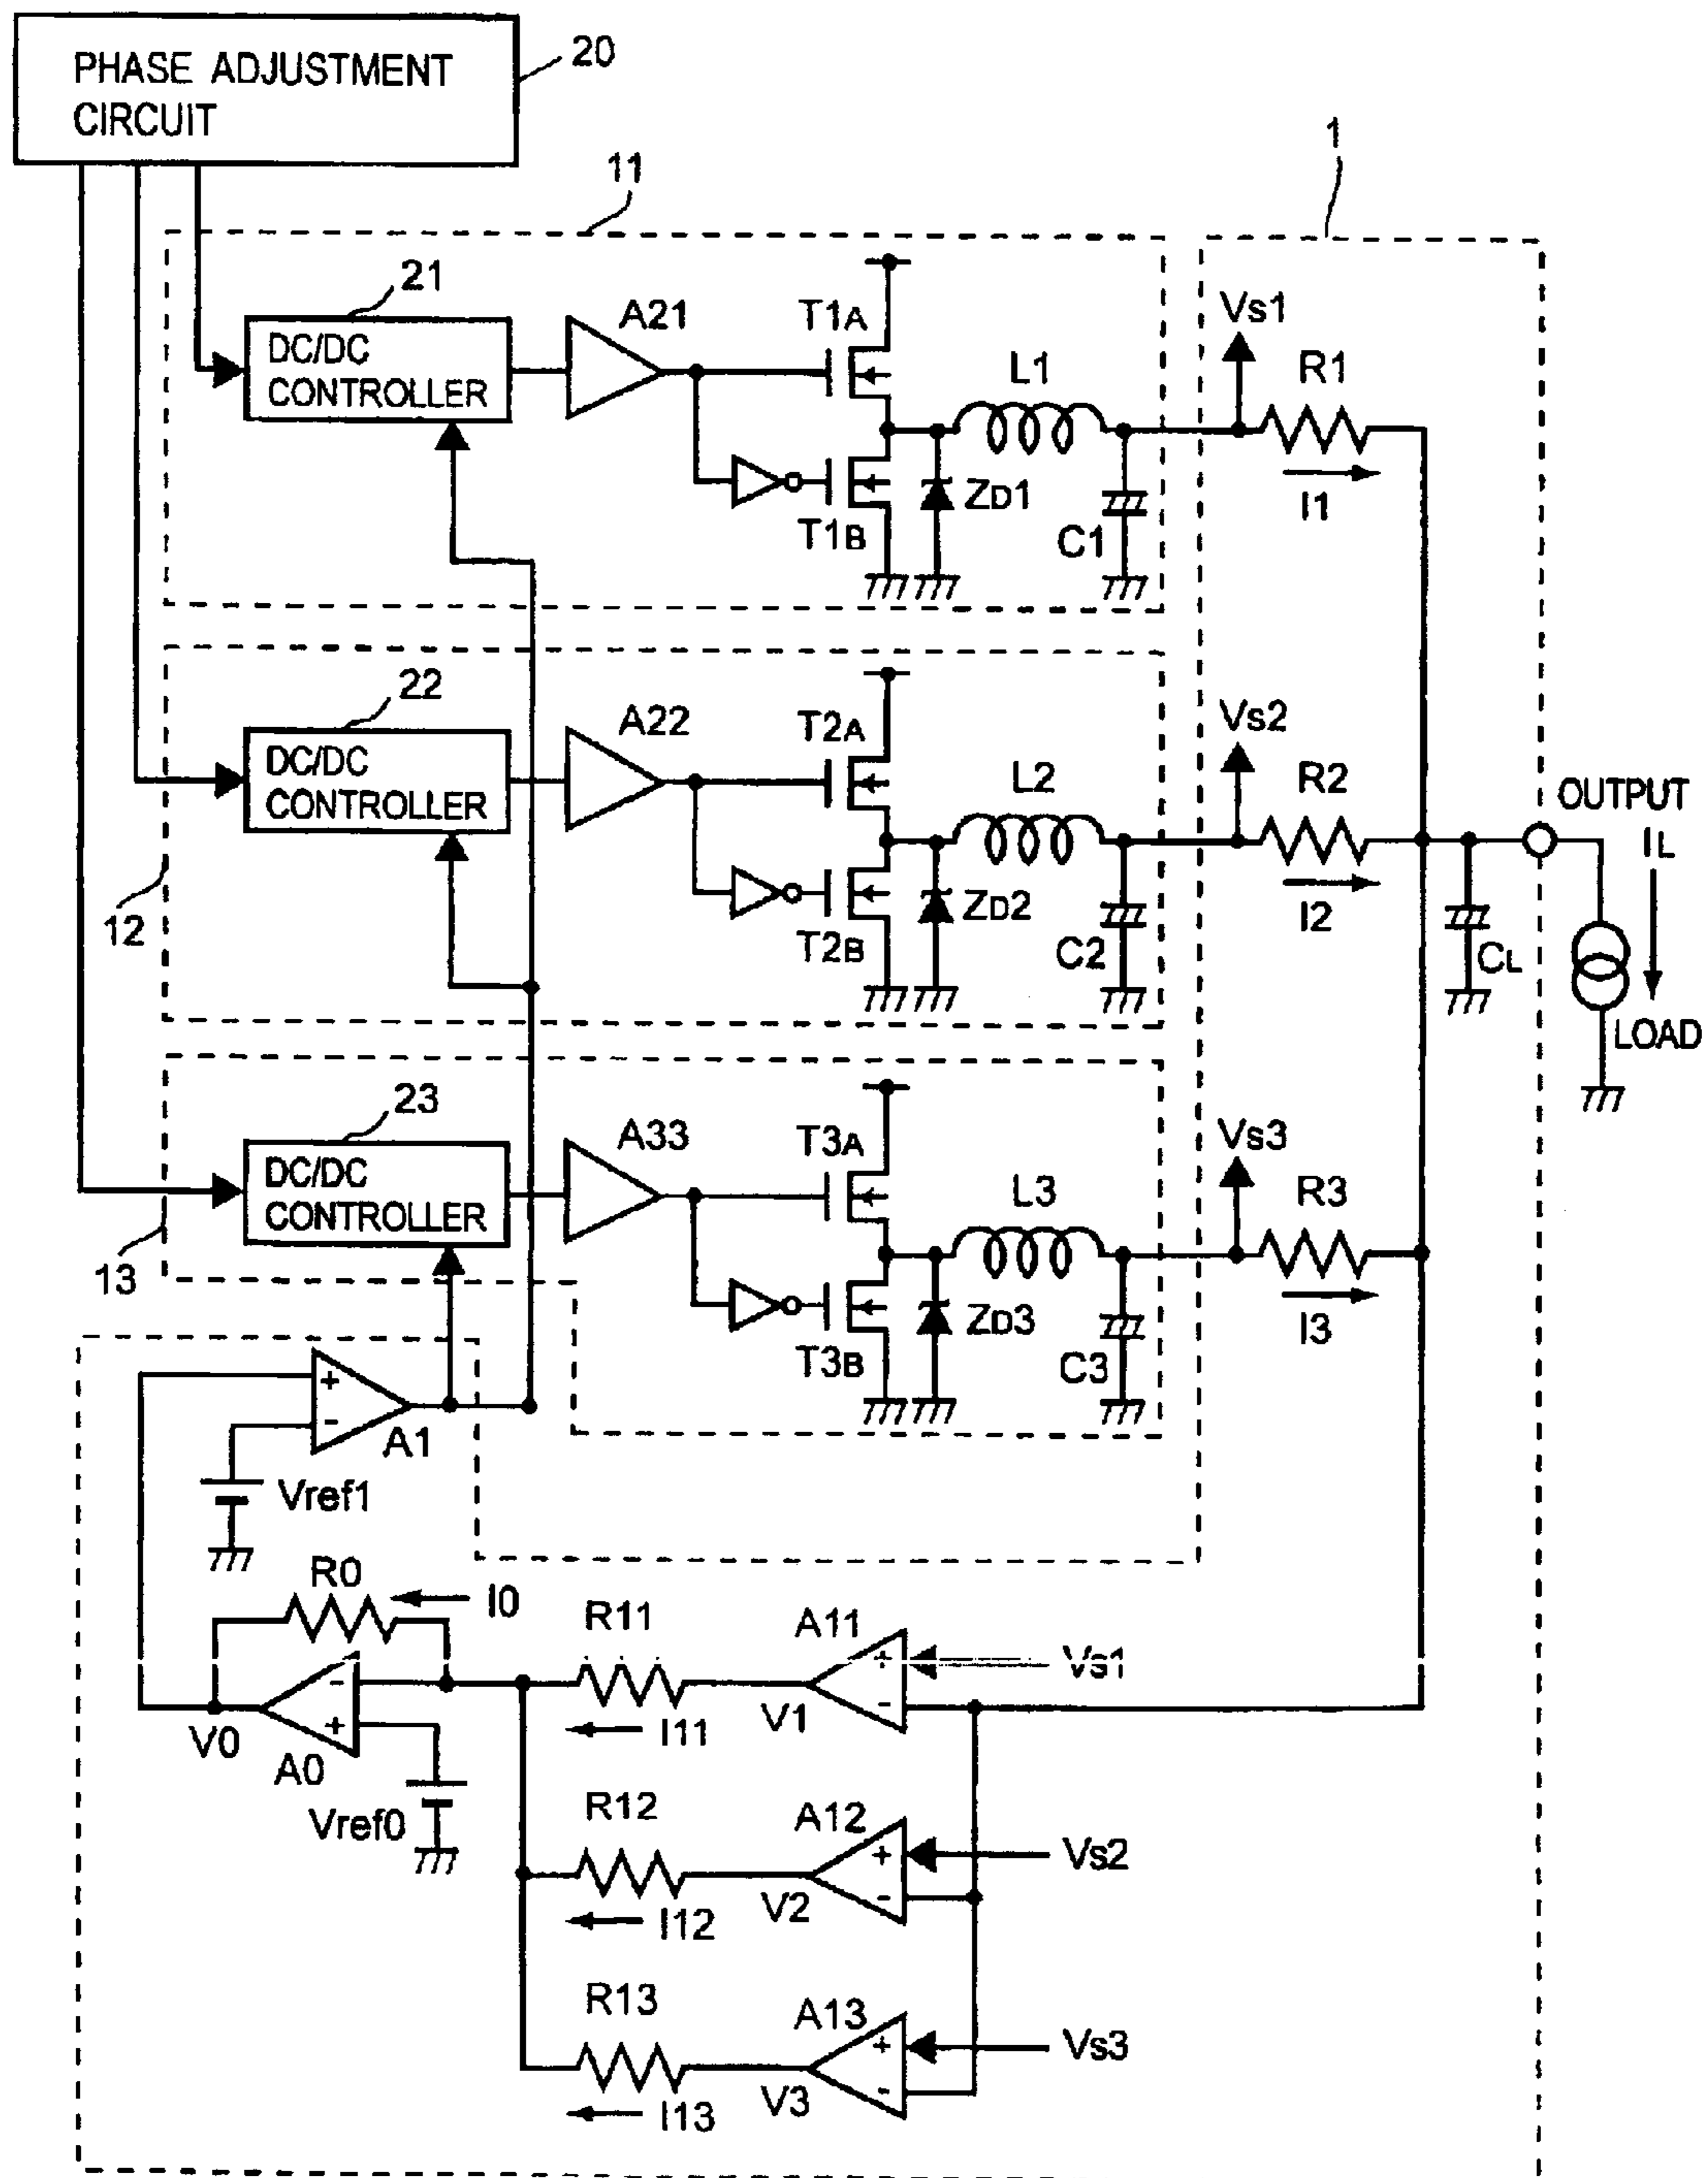 PHASE ADJUSTMENT
CIRCUIT
20
1
11
21
DC/DC
CONTROLLER
A21
T1A
T1B
ZD1
L1
C1
Vs1
R1
I1
22
DC/DC
CONTROLLER
A22
T2A
T2B
ZD2
L2
C2
Vs2
R2
I2
12
OUTPUT
IL
CL
LOAD
23
DC/DC
CONTROLLER
A33
T3A
T3B
ZD3
L3
C3
Vs3
R3
I3
13
+
-
A1
Vref1
R0
I0
-
+
V0
A0
Vref0
R11
I11
V1
A11
+
-
Vs1
R12
I12
V2
A12
+
-
Vs2
R13
I13
V3
A13
+
-
Vs3